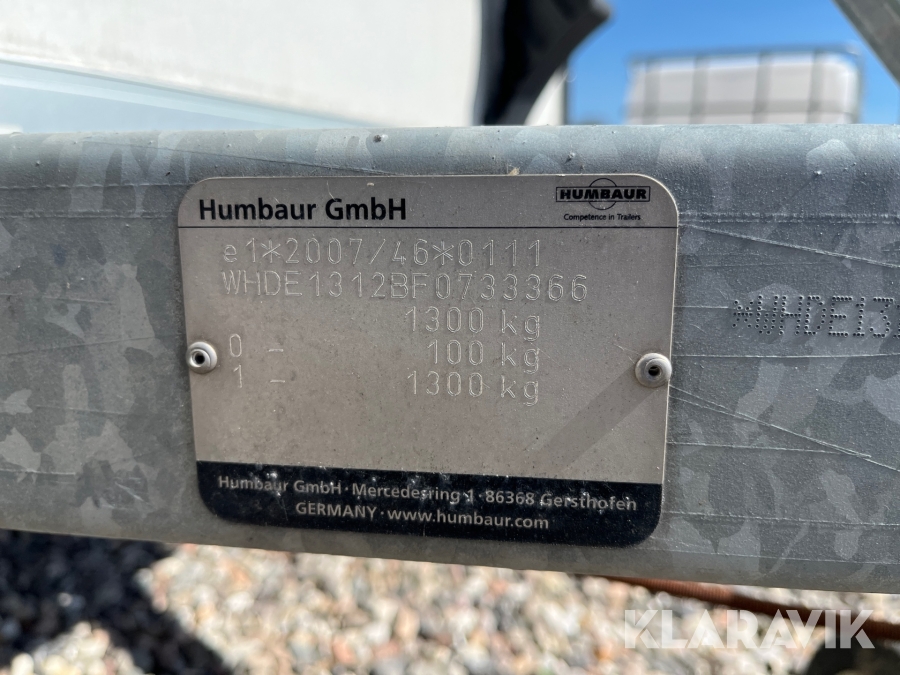 Humbaur GmbH
HUMBAUR
Competence in Trailers
e1*2007/46*0111
WHDE1312BF0733366
1300 kg
0 - 100 kg
1 - 1300 kg
*WHDE131
Humbaur GmbH · Mercedesring 1 · 86368 Gersthofen
GERMANY · www.humbaur.com
KLARAVIK